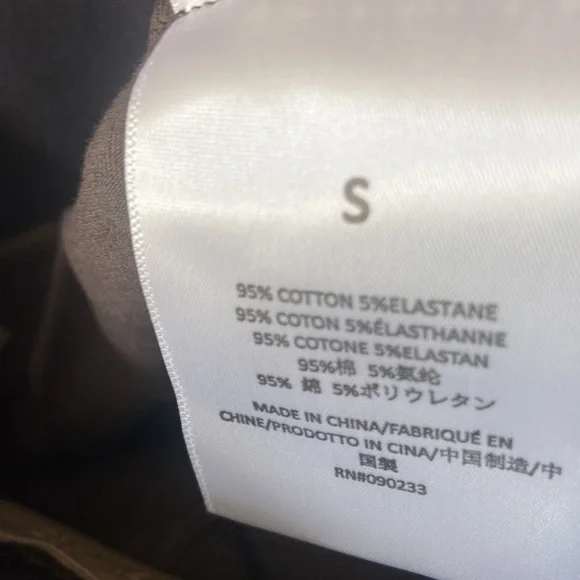 S
95% COTTON 5%ELASTANE
95% COTON 5%ÉLASTHANNE
95% COTONE 5%ELASTAN
95%棉 5%氨纶
95% 綿 5%ポリウレタン
MADE IN CHINA/FABRIQUÉ EN
CHINE/PRODOTTO IN CINA/中国制造/中
国製
RN#090233